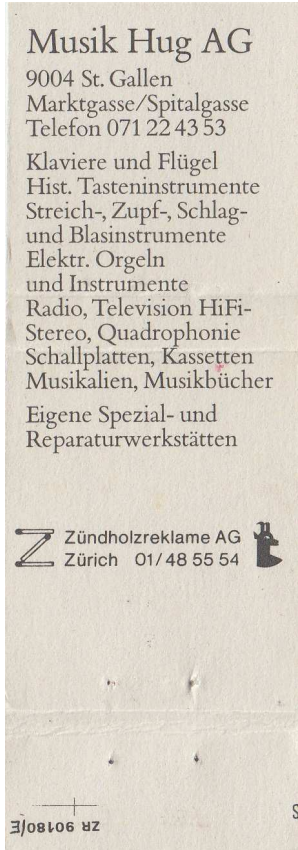 Musik Hug AG
9004 St. Gallen
Marktgasse/Spitalgasse
Telefon 071 22 43 53
Klaviere und Flügel
Hist. Tasteninstrumente
Streich-, Zupf-, Schlag-
und Blasinstrumente
Elektr. Orgeln
und Instrumente
Radio, Television HiFi-
Stereo, Quadrophonie
Schallplatten, Kassetten
Musikalien, Musikbücher
Eigene Spezial- und
Reparaturwerkstätten
Zündholzreklame AG
Zürich 01/48 55 54
ZR 90180/E